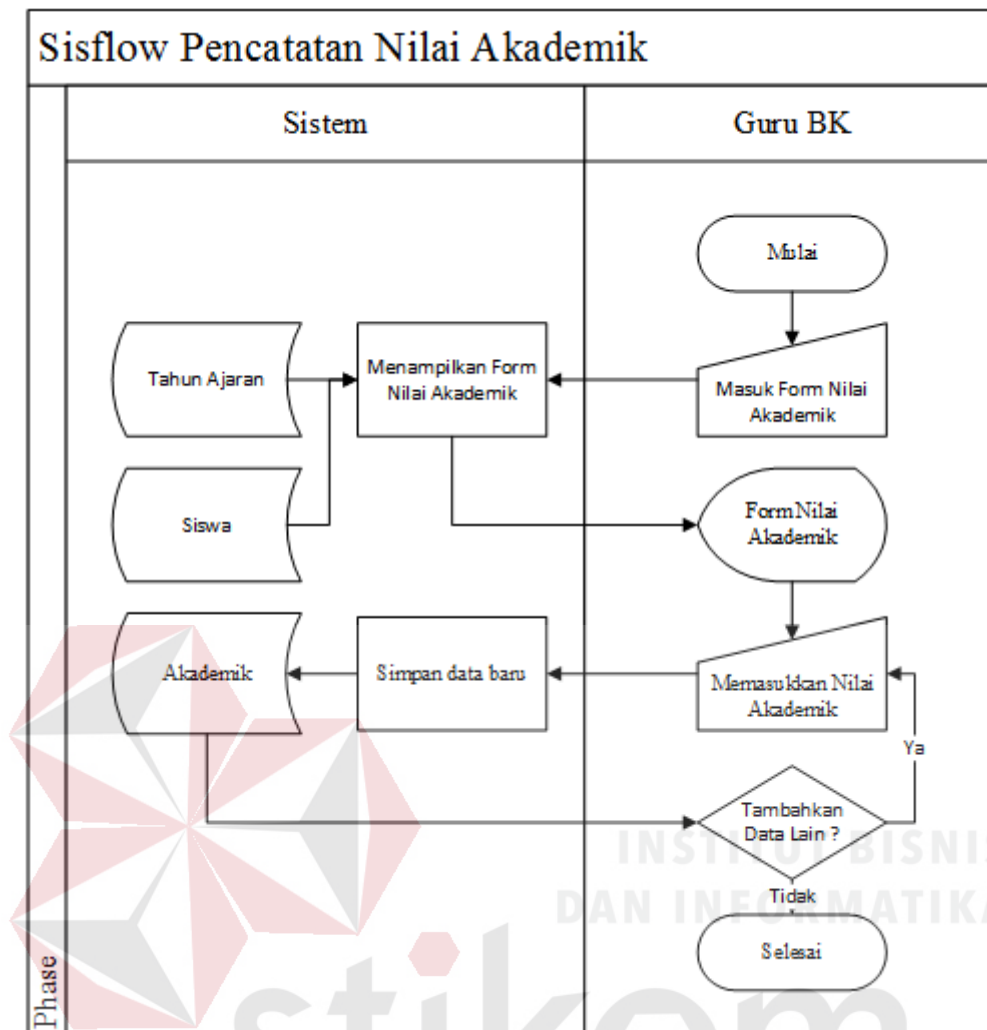 Sisflow Pencatatan Nilai Akademik
Sistem
Guru BK
Mulai
Tahun Ajaran
Menampilkan Form
Nilai Akademik
Masuk Form Nilai
Akademik
Siswa
Form Nilai
Akademik
Akademik
Simpan data baru
Memasukkan Nilai
Akademik
Ya
Tambahkan
Data Lain ?
Tidak
Selesai
Phase
INSTITUT BISNIS
DAN INFORMATIKA
stikom